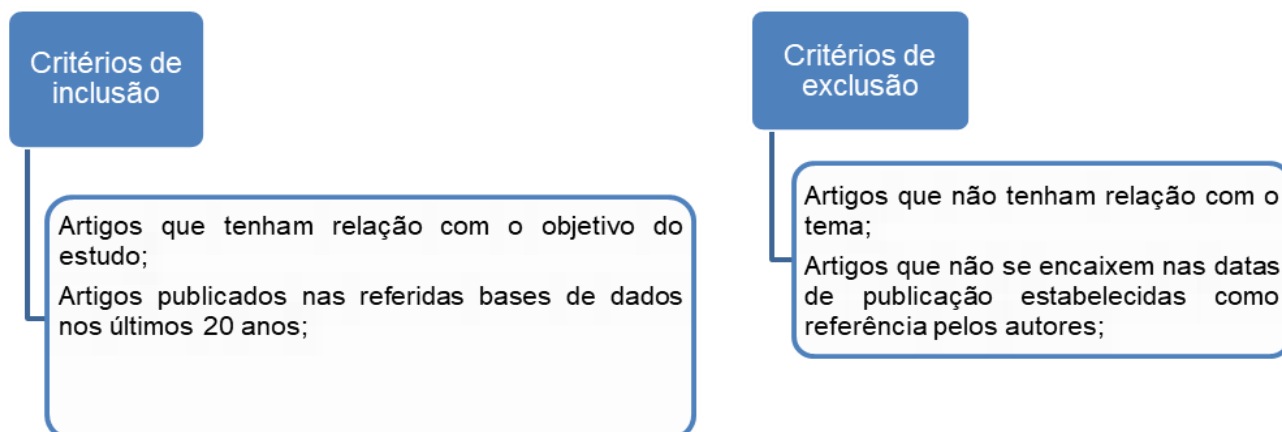 Critérios de
inclusão
Artigos que tenham relação com o objetivo do
estudo;
Artigos publicados nas referidas bases de dados
nos últimos 20 anos;
Critérios de
exclusão
Artigos que não tenham relação com o
tema;
Artigos que não se encaixem nas datas
de publicação estabelecidas como
referência pelos autores;